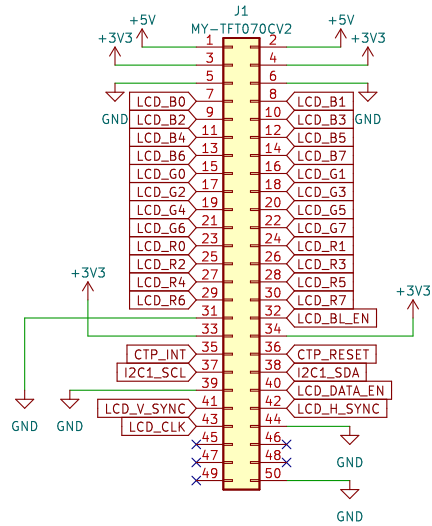 J1
+5V +5V
MY-TFT070CV2
+3V3 1 2 +3V3
3 4
5 6
LCD_B0 7 8 LCD_B1
GND LCD_B2 9 10 LCD_B3 GND
LCD_B4 11 12 LCD_B5
LCD_B6 13 14 LCD_B7
LCD_G0 15 16 LCD_G1
LCD_G2 17 18 LCD_G3
LCD_G4 19 20 LCD_G5
LCD_G6 21 22 LCD_G7
LCD_R0 23 24 LCD_R1
LCD_R2 25 26 LCD_R3
+3V3 LCD_R4 27 28 LCD_R5
LCD_R6 29 30 LCD_R7 +3V3
31 32 LCD_BL_EN
33 34
CTP_INT 35 36 CTP_RESET
I2C1_SCL 37 38 I2C1_SDA
39 40 LCD_DATA_EN
LCD_V_SYNC 41 42 LCD_H_SYNC
GND GND LCD_CLK 43 44
45 46
47 48 GND
49 50
GND